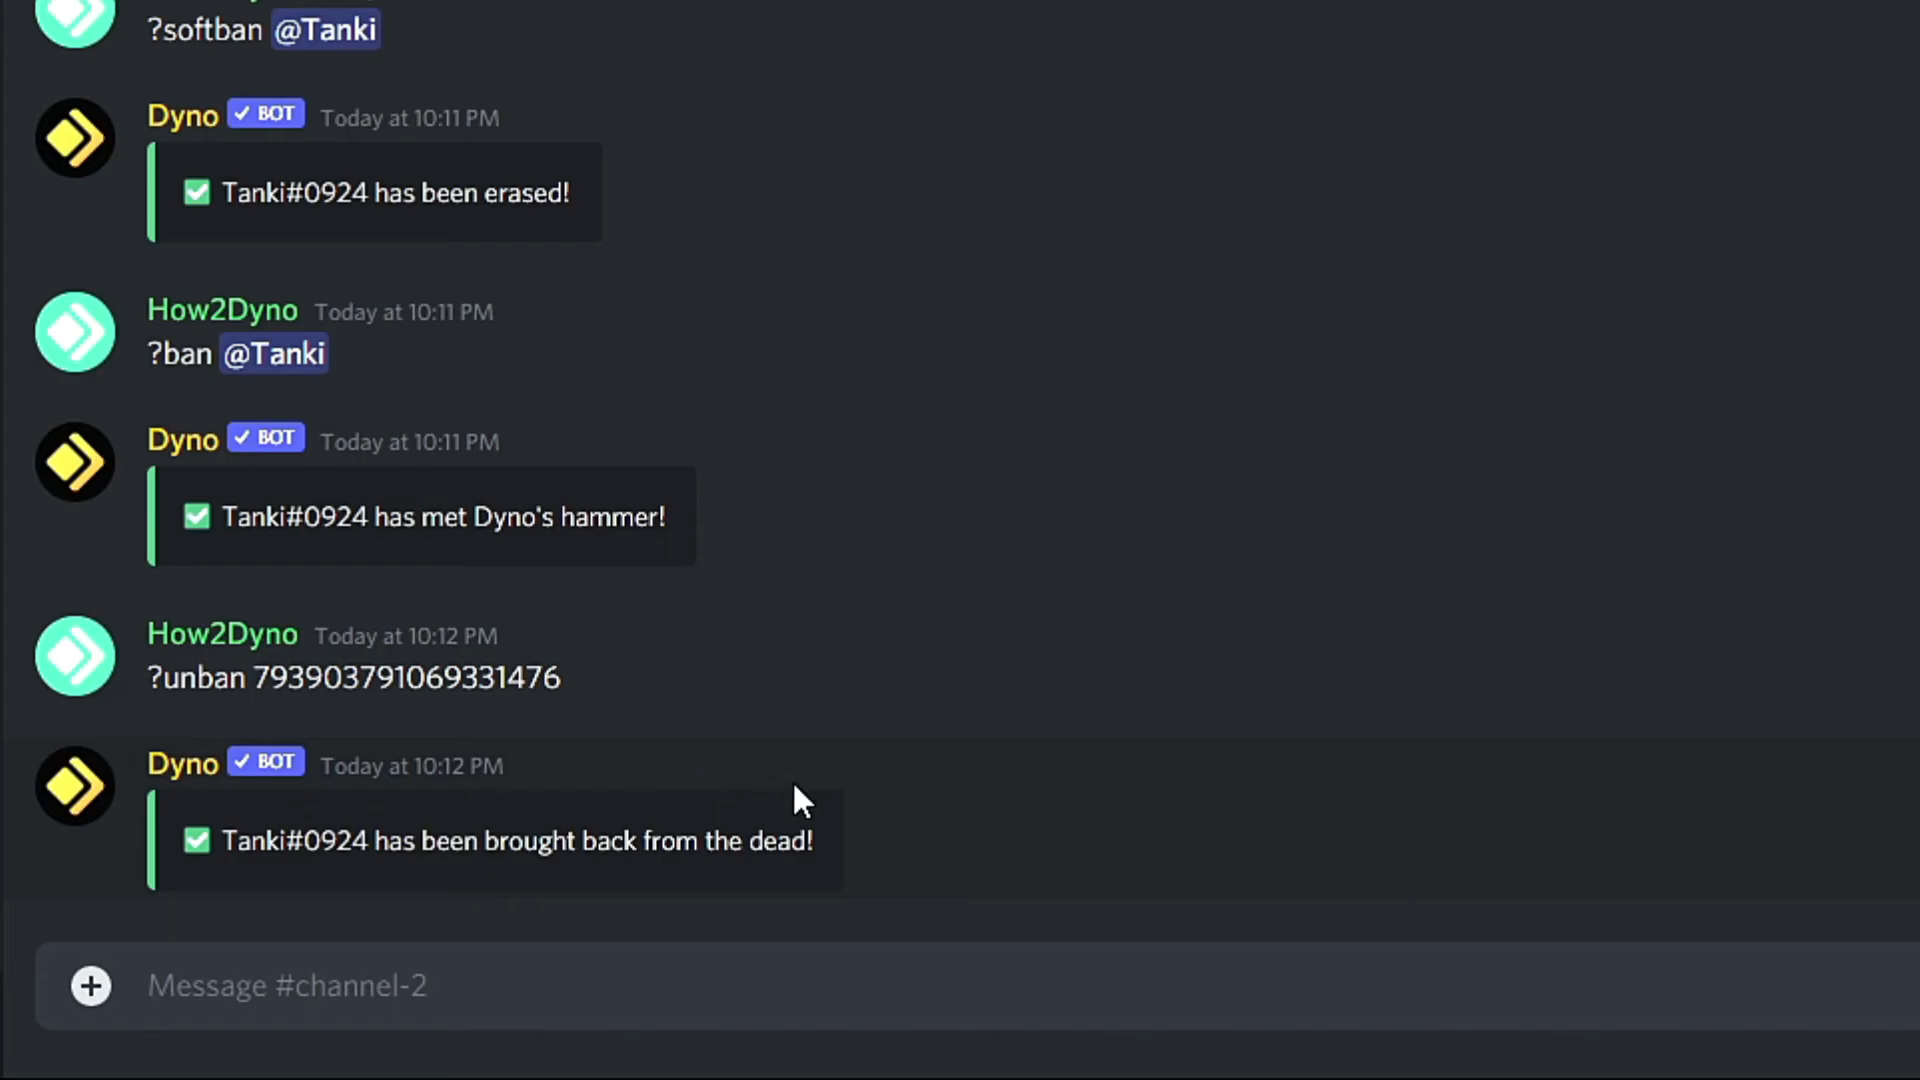 ?softban @Tanki
Dyno ✓ BOT Today at 10:11 PM
✅ Tanki#0924 has been erased!
How2Dyno Today at 10:11 PM
?ban @Tanki
Dyno ✓ BOT Today at 10:11 PM
✅ Tanki#0924 has met Dyno's hammer!
How2Dyno Today at 10:12 PM
?unban 793903791069331476
Dyno ✓ BOT Today at 10:12 PM
✅ Tanki#0924 has been brought back from the dead!
Message #channel-2